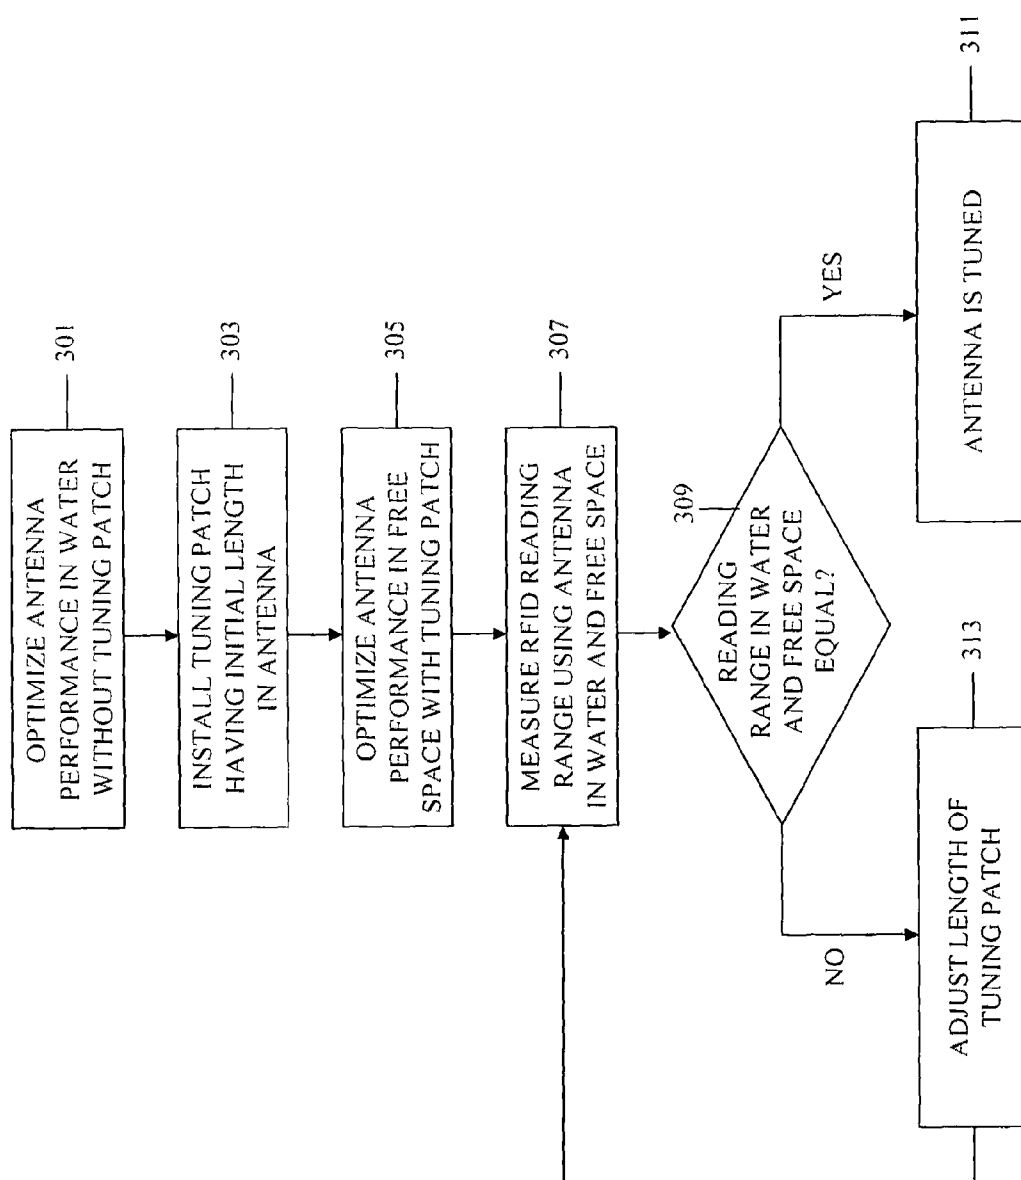 OPTIMIZE ANTENNA
PERFORMANCE IN WATER
WITHOUT TUNING PATCH
301
INSTALL TUNING PATCH
HAVING INITIAL LENGTH
IN ANTENNA
303
OPTIMIZE ANTENNA
PERFORMANCE IN FREE
SPACE WITH TUNING PATCH
305
MEASURE RFID READING
RANGE USING ANTENNA
IN WATER AND FREE SPACE
307
309
READING
RANGE IN WATER
AND FREE SPACE
EQUAL?
NO
YES
ADJUST LENGTH OF
TUNING PATCH
313
ANTENNA IS TUNED
311